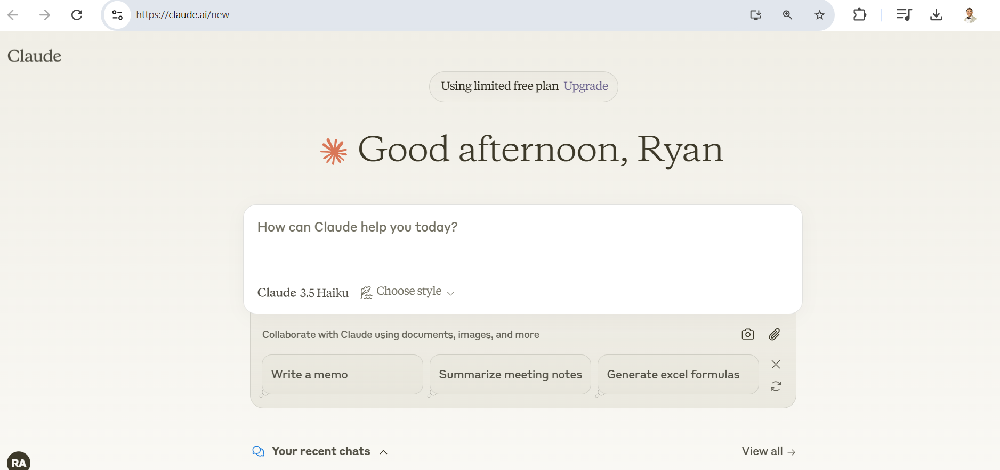 https://claude.ai/new
Claude
Using limited free plan Upgrade
Good afternoon, Ryan
How can Claude help you today?
Claude 3.5 Haiku Choose style
Collaborate with Claude using documents, images, and more
Write a memo
Summarize meeting notes
Generate excel formulas
Your recent chats
View all
RA